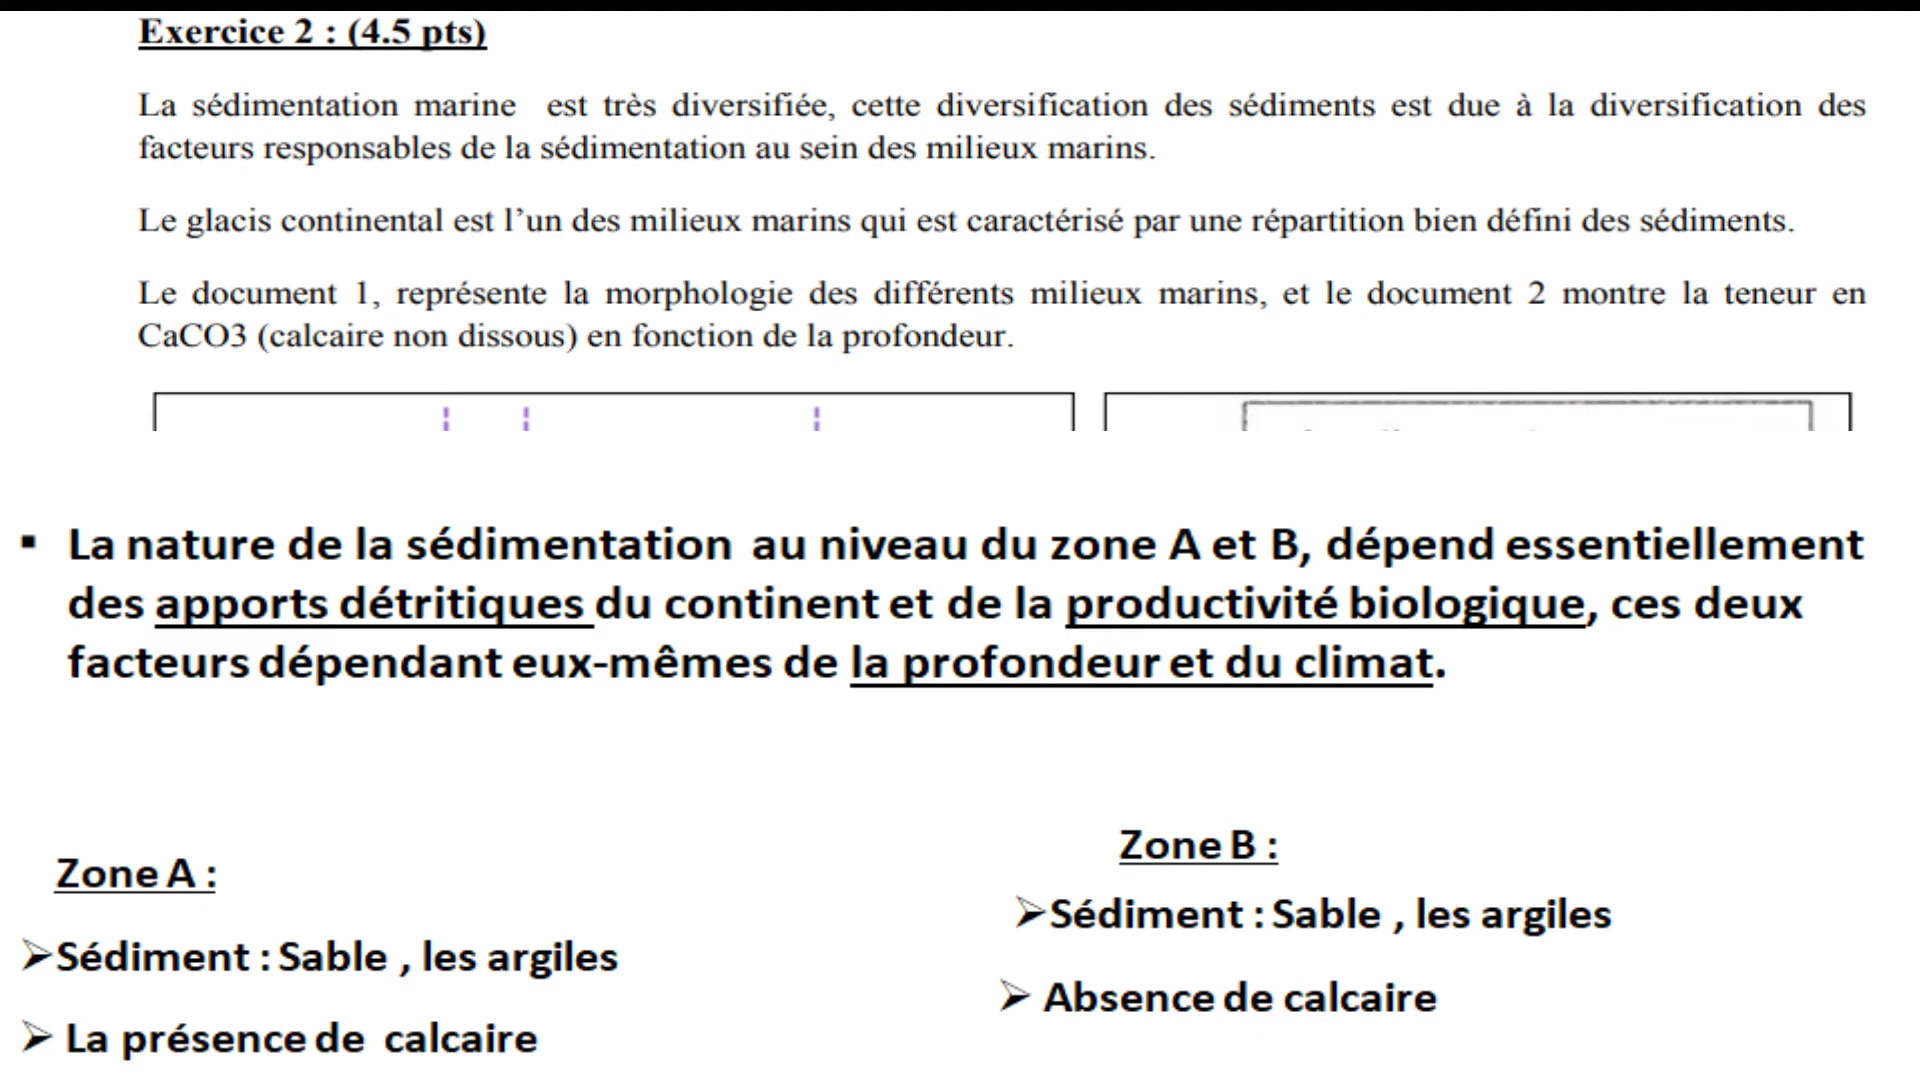 Exercice 2 : (4.5 pts)
La sédimentation marine est très diversifiée, cette diversification des sédiments est due à la diversification des
facteurs responsables de la sédimentation au sein des milieux marins.
Le glacis continental est l’un des milieux marins qui est caractérisé par une répartition bien défini des sédiments.
Le document 1, représente la morphologie des différents milieux marins, et le document 2 montre la teneur en
CaCO3 (calcaire non dissous) en fonction de la profondeur.
▪ La nature de la sédimentation au niveau du zone A et B, dépend essentiellement
des apports détritiques du continent et de la productivité biologique, ces deux
facteurs dépendant eux-mêmes de la profondeur et du climat.
Zone A :
➢Sédiment : Sable , les argiles
➢ La présence de calcaire
Zone B :
➢Sédiment : Sable , les argiles
➢ Absence de calcaire